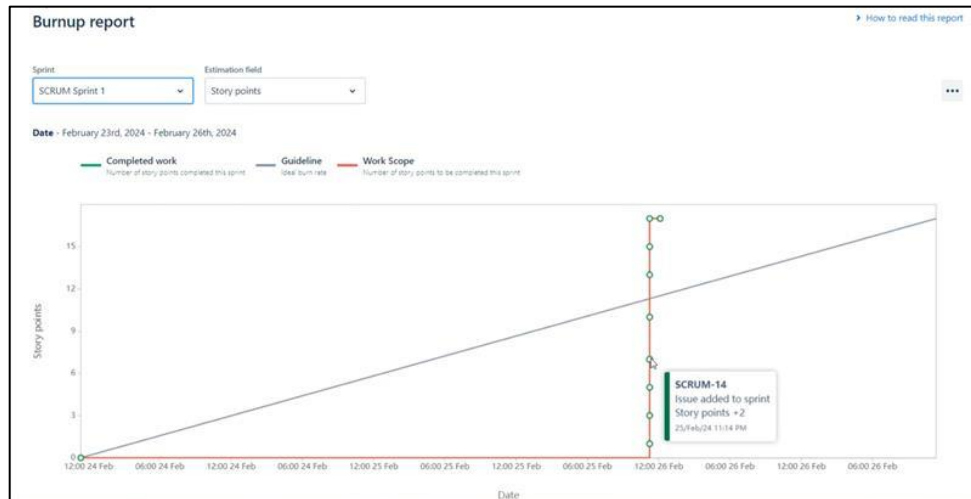 Burnup report
How to read this report
Sprint
Estimation field
SCRUM Sprint 1
Story points
Date - February 23rd, 2024 - February 26th, 2024
Completed work
Number of story points completed this sprint
Guideline
Ideal burn rate
Work Scope
Number of story points to be completed this sprint
15
12
9
6
3
0
Story points
SCRUM-14
Issue added to sprint
Story points +2
25/Feb/24 11:14 PM
12:00 24 Feb 06:00 24 Feb 12:00 24 Feb 06:00 24 Feb 12:00 25 Feb 06:00 25 Feb 12:00 25 Feb 06:00 25 Feb 12:00 26 Feb 06:00 26 Feb 12:00 26 Feb 06:00 26 Feb
Date